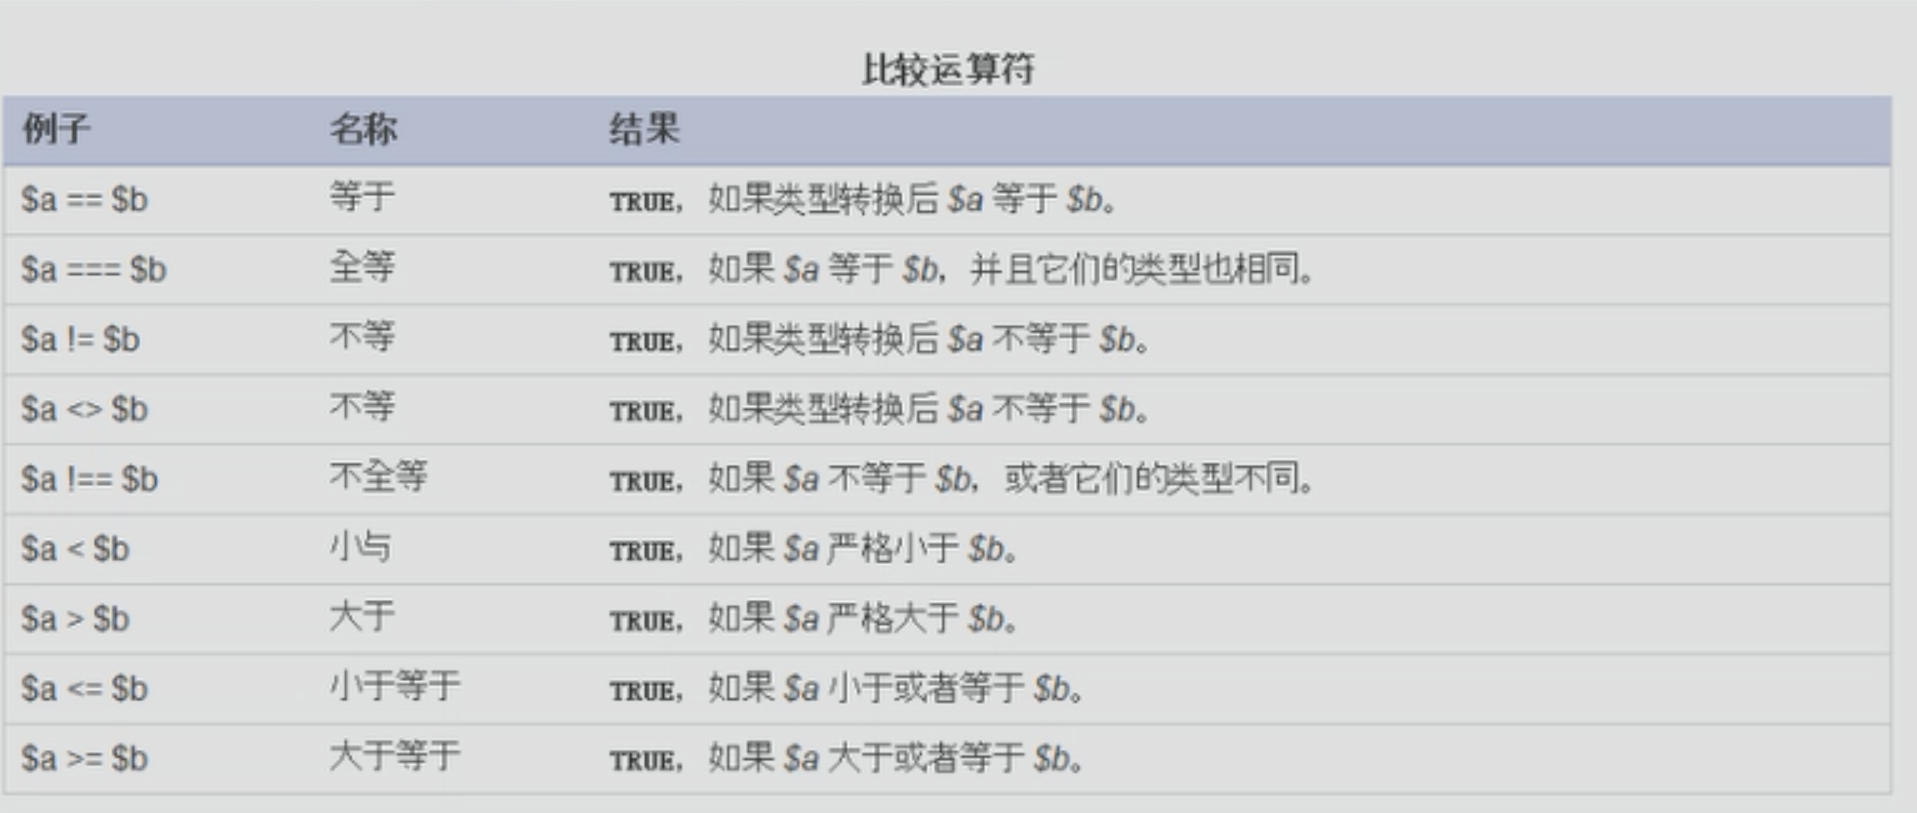 比较运算符
例子 名称 结果
$a == $b 等于 TRUE，如果类型转换后 $a 等于 $b。
$a === $b 全等 TRUE，如果 $a 等于 $b，并且它们的类型也相同。
$a != $b 不等 TRUE，如果类型转换后 $a 不等于 $b。
$a <> $b 不等 TRUE，如果类型转换后 $a 不等于 $b。
$a !== $b 不全等 TRUE，如果 $a 不等于 $b，或者它们的类型不同。
$a < $b 小与 TRUE，如果 $a 严格小于 $b。
$a > $b 大于 TRUE，如果 $a 严格大于 $b。
$a <= $b 小于等于 TRUE，如果 $a 小于或者等于 $b。
$a >= $b 大于等于 TRUE，如果 $a 大于或者等于 $b。